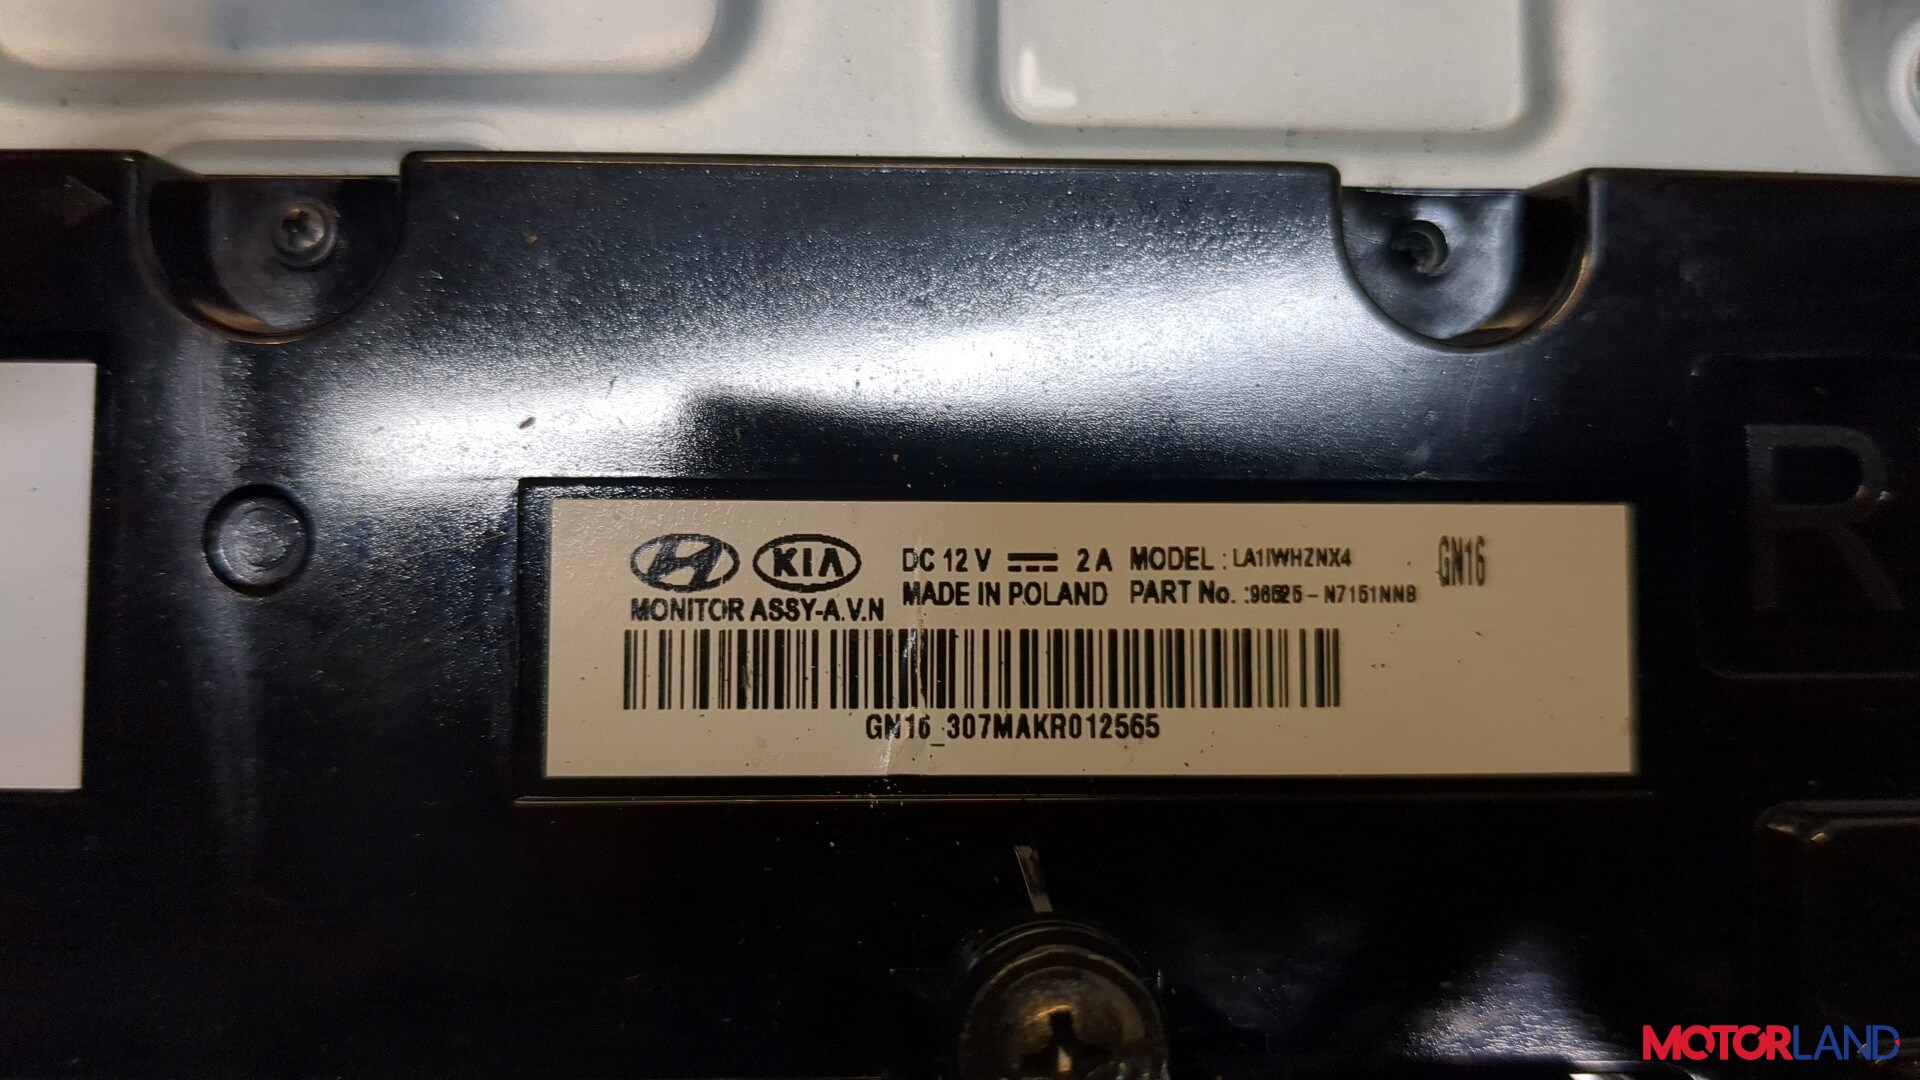 KIA DC 12 V 2 A MODEL : LA1IWHZNX4 GN16
MONITOR ASSY-A.V.N MADE IN POLAND PART No. :96525-N7151NNB
GN16_307MAKR012565
R
MOTORLAND